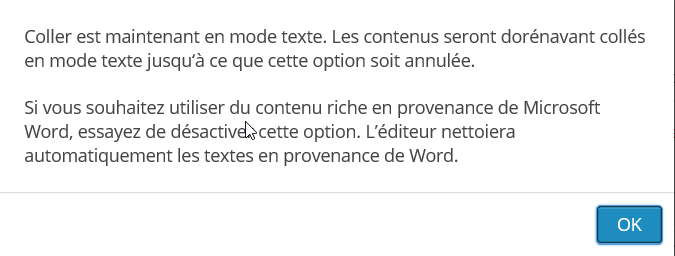 Coller est maintenant en mode texte. Les contenus seront dorénavant collés
en mode texte jusqu‘à ce que cette option soit annulée.
Si vous souhaitez utiliser du contenu riche en provenance de Microsoft
Word, essayez de désactiver cette option. L’éditeur nettoiera
automatiquement les textes en provenance de Word.
OK